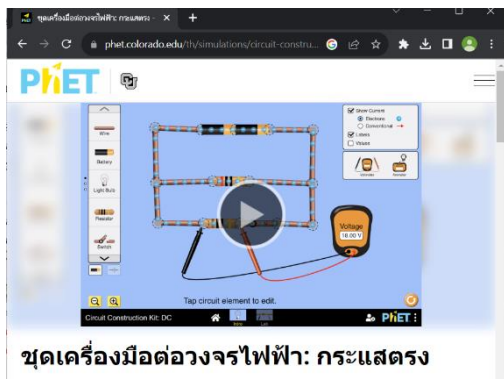 ชุดเครื่องมือต่อวงจรไฟฟ้า: กระแสตรง -
phet.colorado.edu/th/simulations/circuit-constru...
PhET
Wire
Battery
Light Bulb
Resistor
Switch
Show Current
Electrons
Conventional
Labels
Values
Voltage
18.00 V
Tap circuit element to edit.
Circuit Construction Kit: DC
Intro
Lab
PhET
ชุดเครื่องมือต่อวงจรไฟฟ้า: กระแสตรง